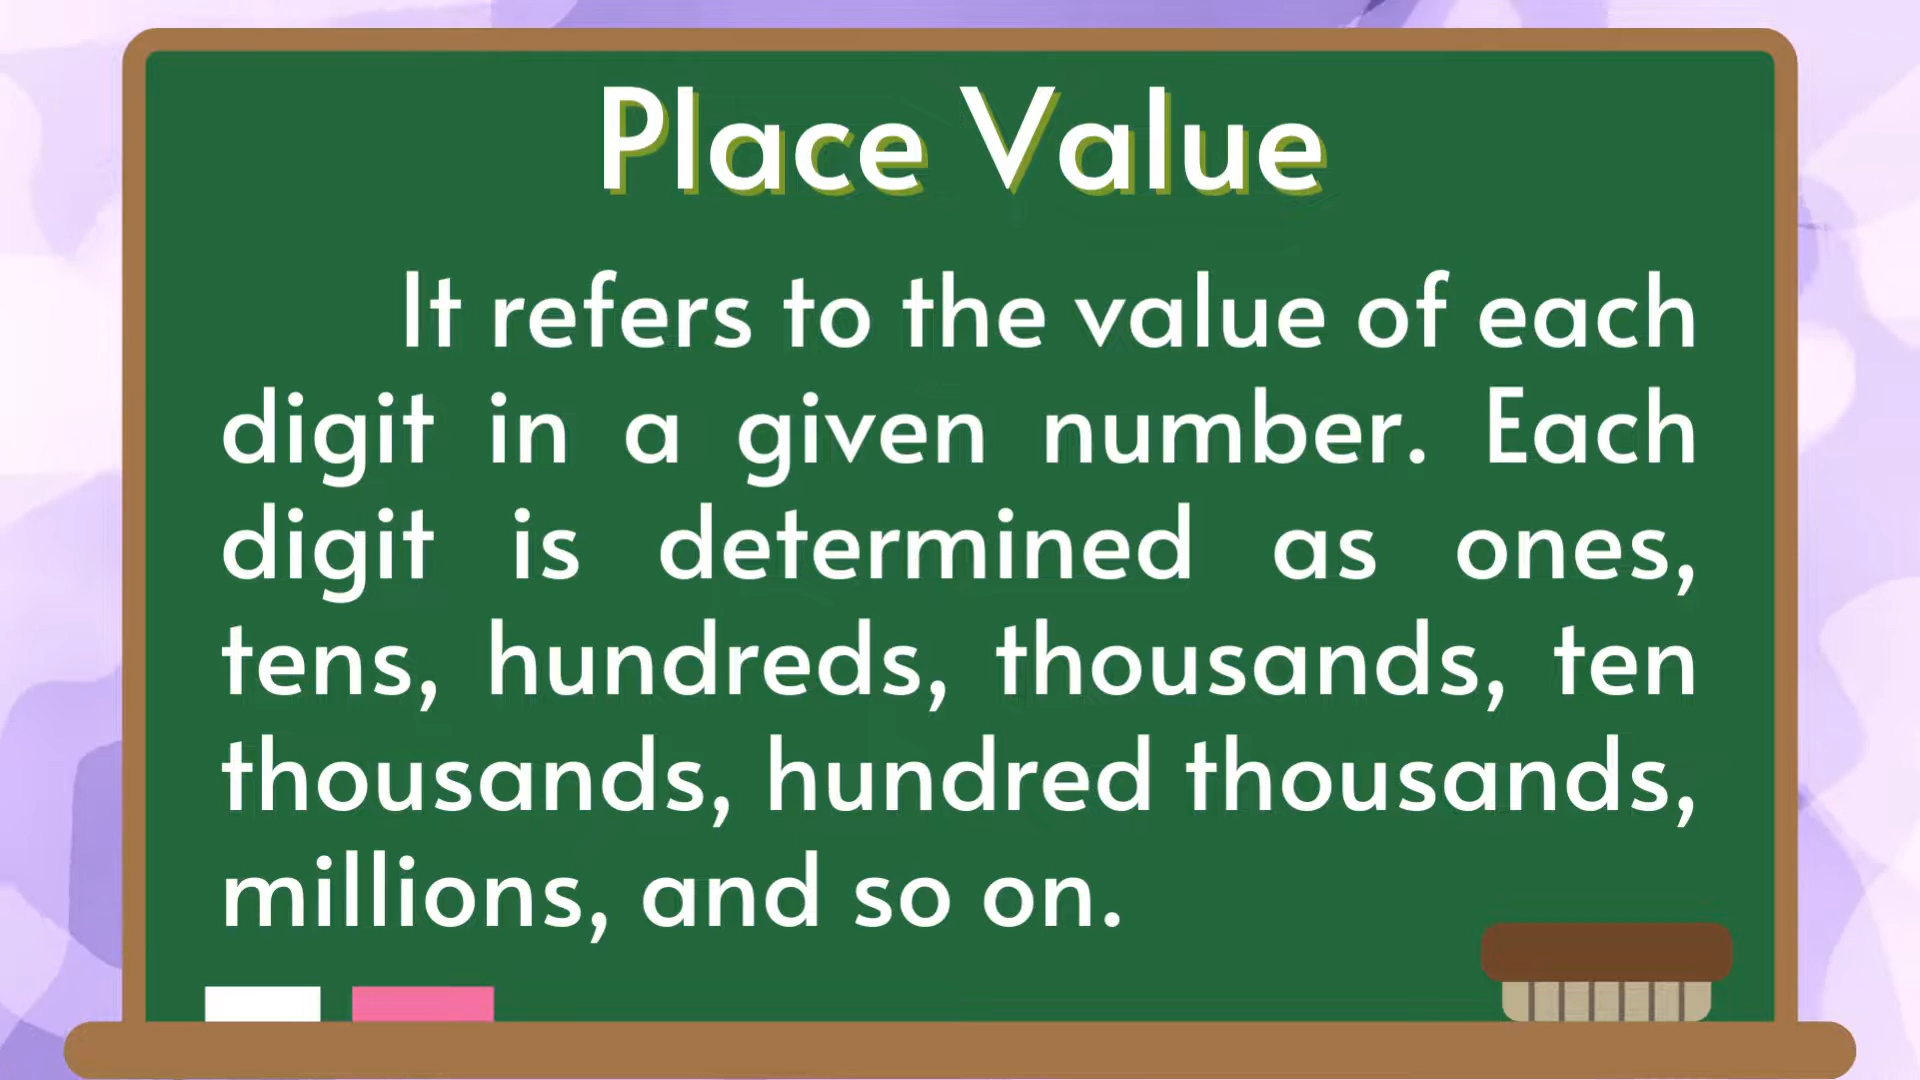 Place Value
It refers to the value of each
digit in a given number. Each
digit is determined as ones,
tens, hundreds, thousands, ten
thousands, hundred thousands,
millions, and so on.